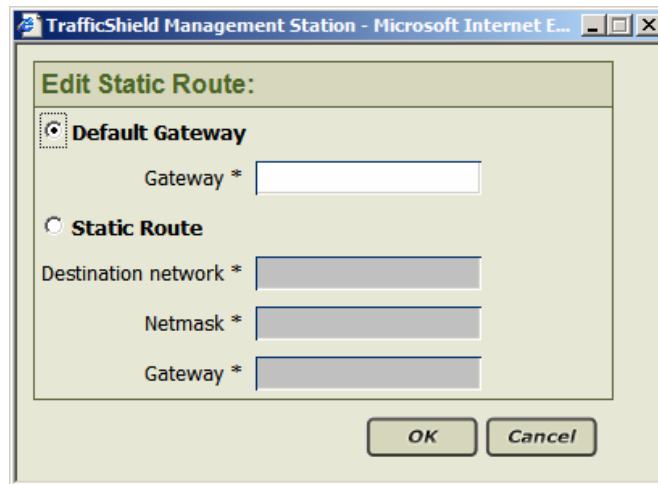 TrafficShield Management Station - Microsoft Internet E...
Edit Static Route:
Default Gateway
Gateway *
Static Route
Destination network *
Netmask *
Gateway *
OK Cancel